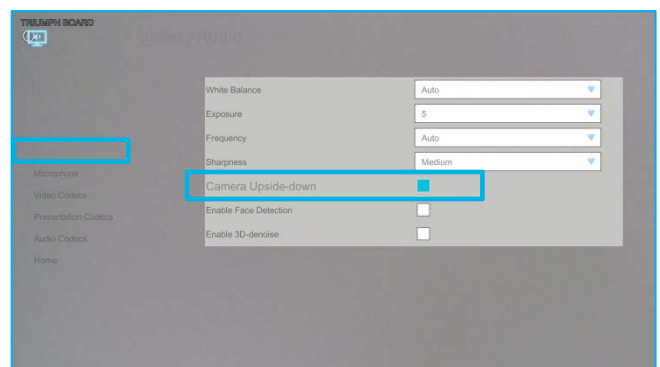 TRIUMPH BOARD
Audio
White Balance Auto
Exposure 5
Frequency Auto
Sharpness Medium
Camera Upside-down
Enable Face Detection
Enable 3D-denoise
Microphone
Video Codecs
Presentation Codecs
Audio Codecs
Home